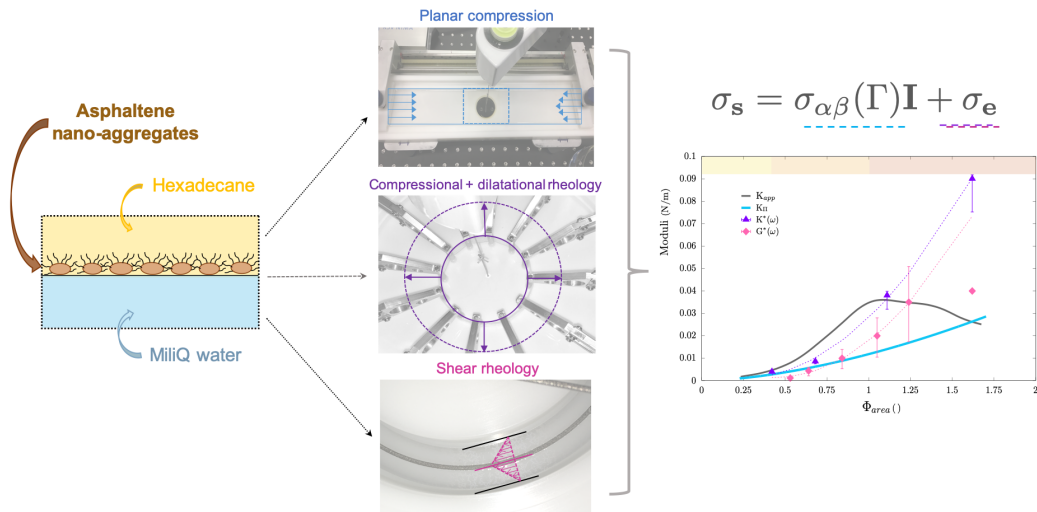 Planar compression
Asphaltene
nano-aggregates
Hexadecane
MiliQ water
Compressional + dilatational rheology
Shear rheology
σs = σαβ(Γ)I + σe
0.1
0.09
0.08
0.07
0.06
0.05
0.04
0.03
0.02
0.01
0
Moduli (N/m)
Kapp
KΠ
K*(ω)
G*(ω)
0 0.25 0.5 0.75 1 1.25 1.5 1.75 2
Φarea()